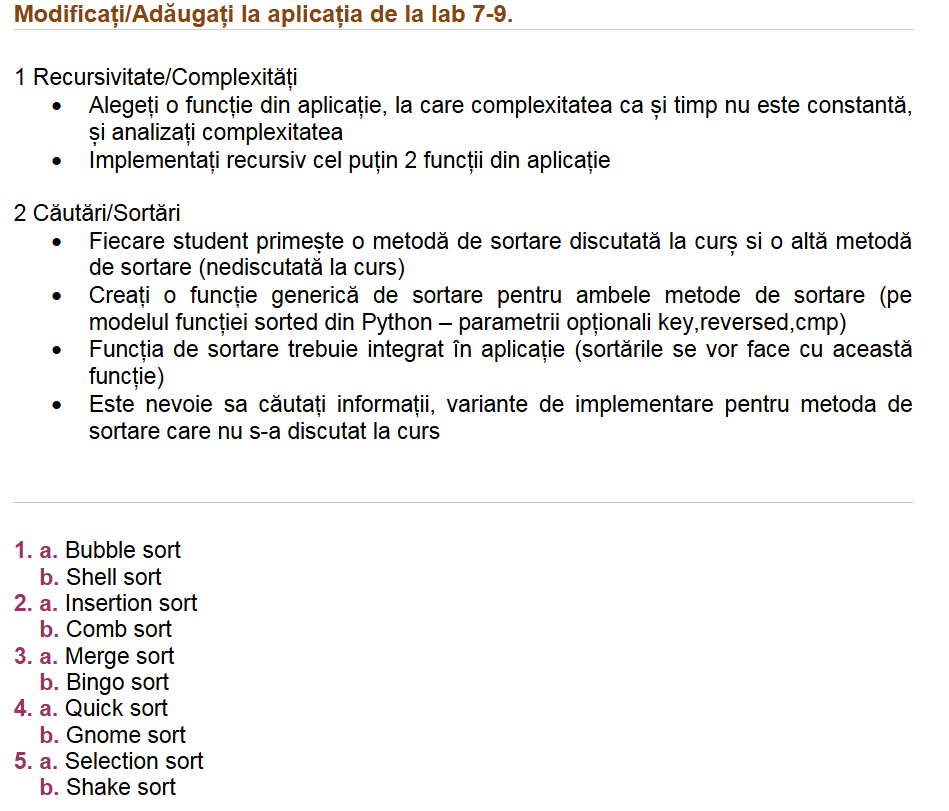 Modificați/Adăugați la aplicația de la lab 7-9.
1 Recursivitate/Complexități
• Alegeți o funcție din aplicație, la care complexitatea ca și timp nu este constantă,
și analizați complexitatea
• Implementați recursiv cel puțin 2 funcții din aplicație
2 Căutări/Sortări
• Fiecare student primește o metodă de sortare discutată la curș si o altă metodă
de sortare (nediscutată la curs)
• Creați o funcție generică de sortare pentru ambele metode de sortare (pe
modelul funcției sorted din Python – parametrii opționali key,reversed,cmp)
• Funcția de sortare trebuie integrat în aplicație (sortările se vor face cu această
funcție)
• Este nevoie sa căutați informații, variante de implementare pentru metoda de
sortare care nu s-a discutat la curs
1. a. Bubble sort
b. Shell sort
2. a. Insertion sort
b. Comb sort
3. a. Merge sort
b. Bingo sort
4. a. Quick sort
b. Gnome sort
5. a. Selection sort
b. Shake sort